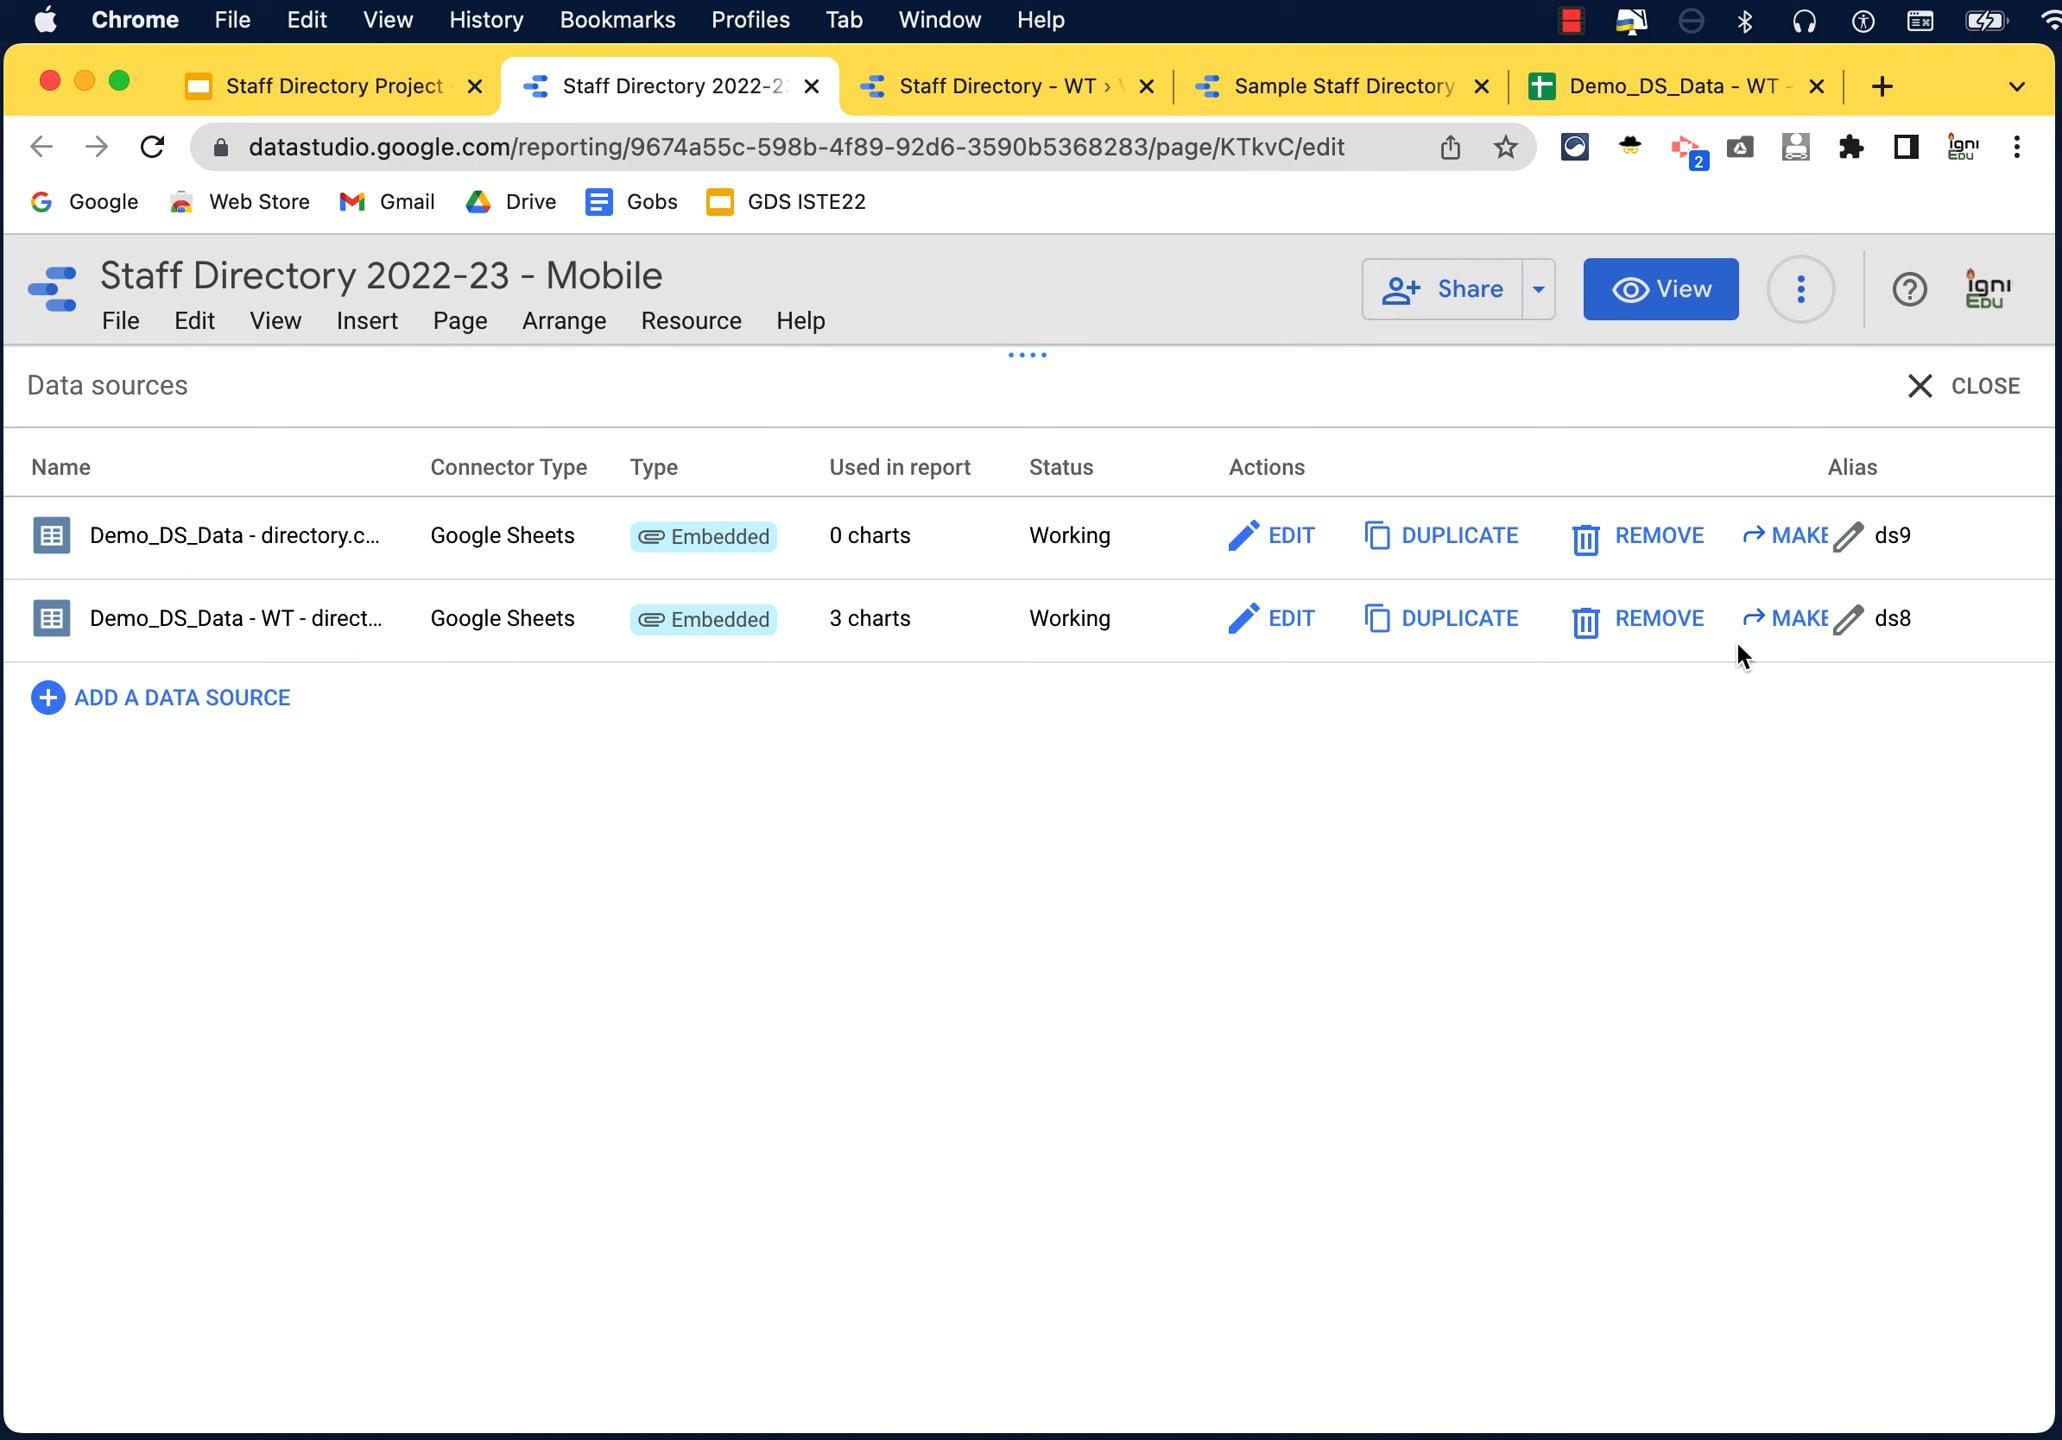 Chrome File Edit View History Bookmarks Profiles Tab Window Help
Staff Directory Project
Staff Directory 2022-2
Staff Directory - WT ›
Sample Staff Directory
Demo_DS_Data - WT -
datastudio.google.com/reporting/9674a55c-598b-4f89-92d6-3590b5368283/page/KTkvC/edit
2
igni EDU
Google Web Store Gmail Drive Gobs GDS ISTE22
Staff Directory 2022-23 - Mobile
File Edit View Insert Page Arrange Resource Help
Share
View
igni EDU
Data sources
CLOSE
Name Connector Type Type Used in report Status Actions Alias
Demo_DS_Data - directory.c... Google Sheets Embedded 0 charts Working EDIT DUPLICATE REMOVE MAKE ds9
Demo_DS_Data - WT - direct... Google Sheets Embedded 3 charts Working EDIT DUPLICATE REMOVE MAKE ds8
ADD A DATA SOURCE